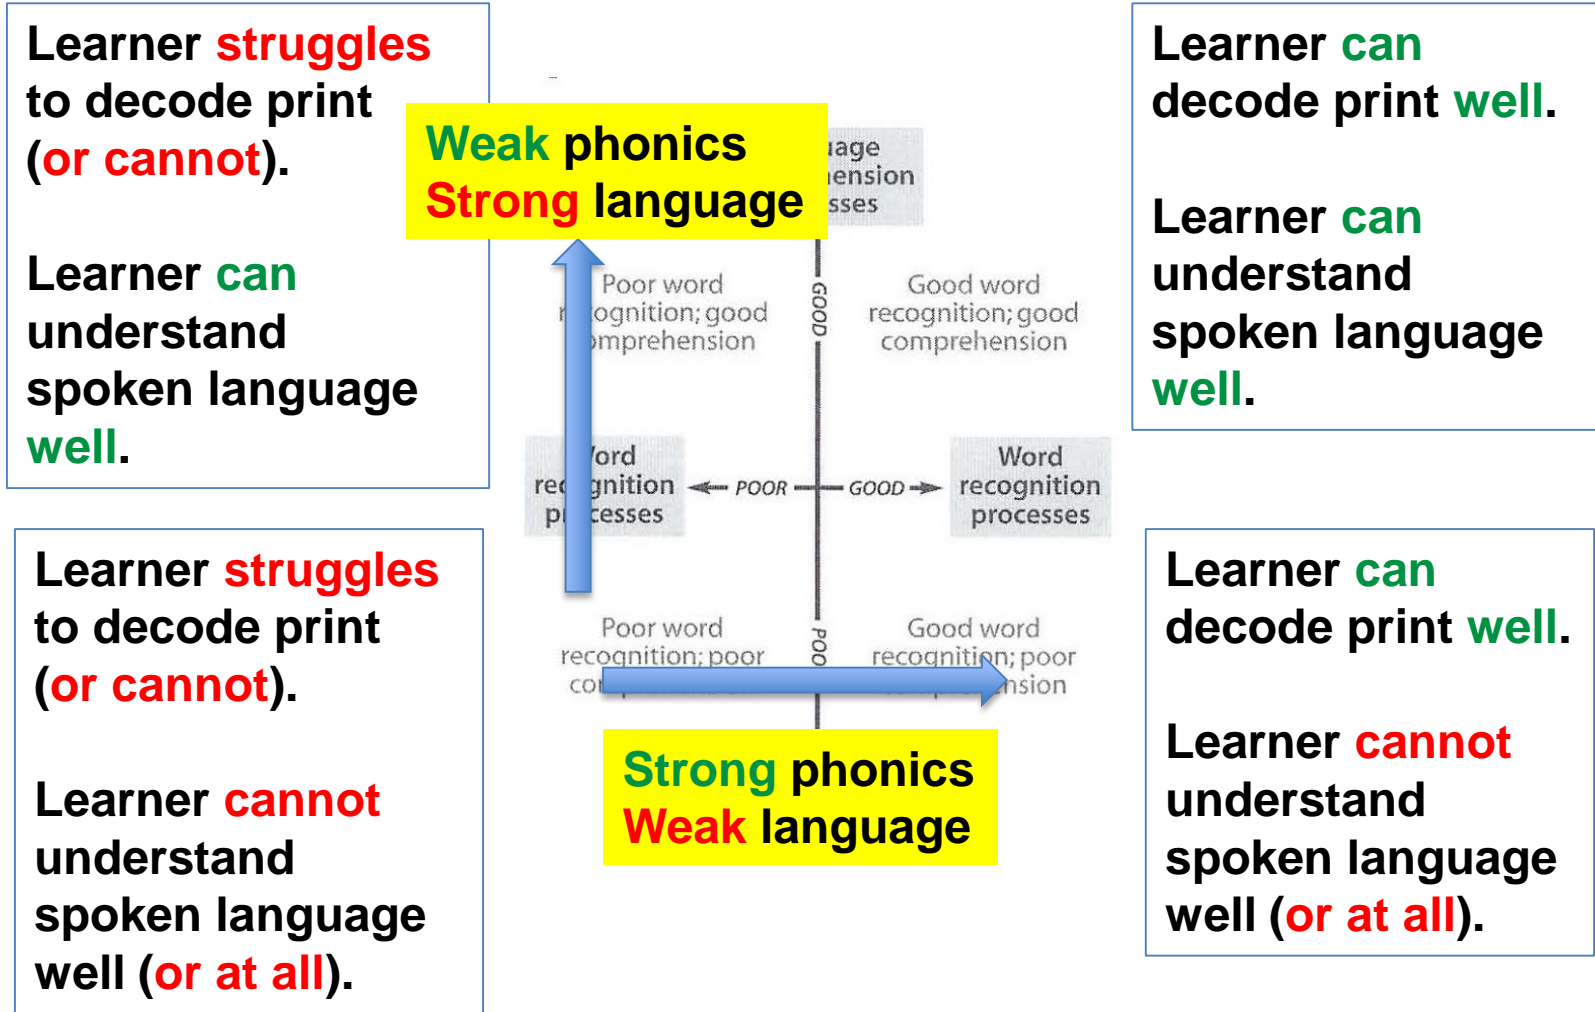 Learner struggles
to decode print
(or cannot).
Learner can
understand
spoken language
well.
Weak phonics
Strong language
Learner can
decode print well.
Learner can
understand
spoken language
well.
Poor word
recognition; good
comprehension
GOOD
Good word
recognition; good
comprehension
Word
recognition
processes
POOR
GOOD
Word
recognition
processes
Learner struggles
to decode print
(or cannot).
Learner cannot
understand
spoken language
well (or at all).
Poor word
recognition; poor
Good word
recognition; poor
Strong phonics
Weak language
Learner can
decode print well.
Learner cannot
understand
spoken language
well (or at all).